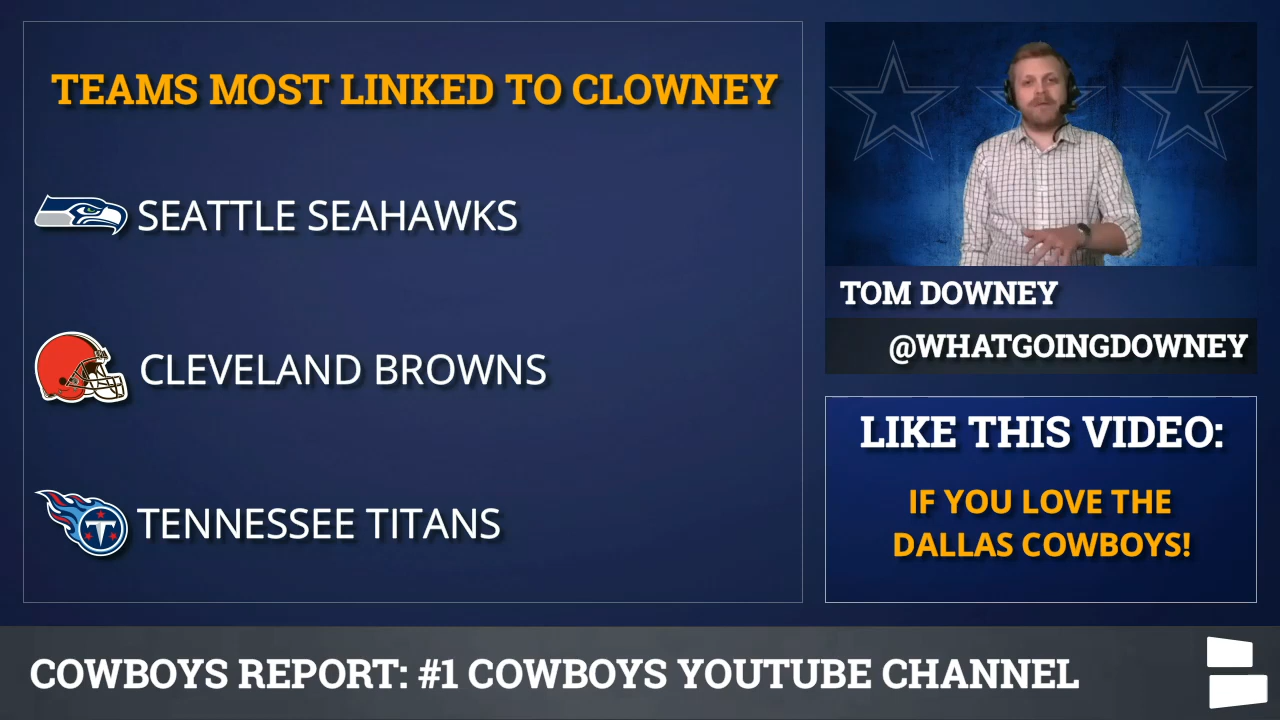 TEAMS MOST LINKED TO CLOWNEY
SEATTLE SEAHAWKS
CLEVELAND BROWNS
TENNESSEE TITANS
TOM DOWNEY
@WHATGOINGDOWNEY
LIKE THIS VIDEO:
IF YOU LOVE THE
DALLAS COWBOYS!
COWBOYS REPORT: #1 COWBOYS YOUTUBE CHANNEL